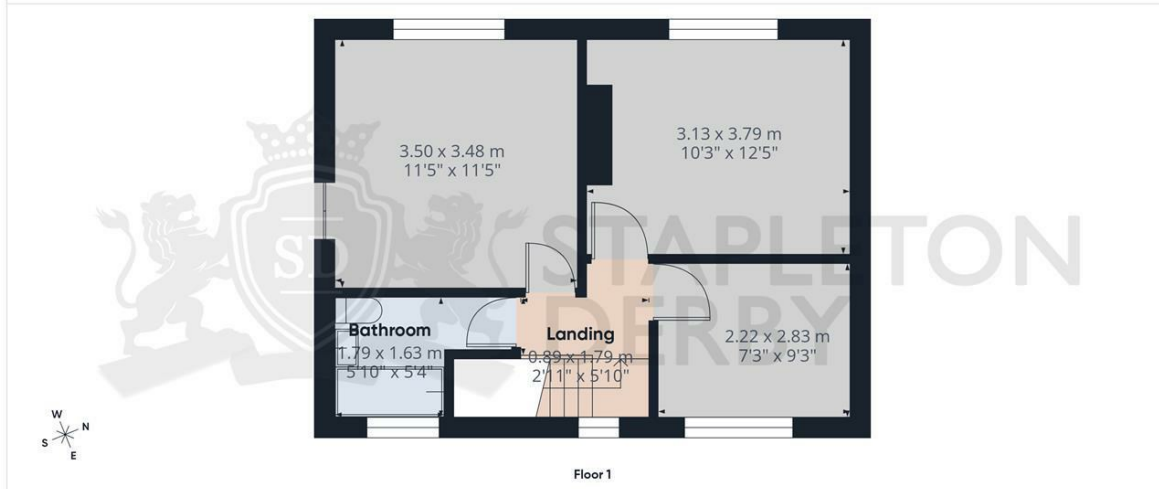 3.50 x 3.48 m
11'5" x 11'5"
3.13 x 3.79 m
10'3" x 12'5"
SD
STAPLETON
DERBY
Bathroom
1.79 x 1.63 m
5'10" x 5'4"
Landing
0.89 x 1.79 m
2'11" x 5'10"
2.22 x 2.83 m
7'3" x 9'3"
W
N
S
E
Floor 1